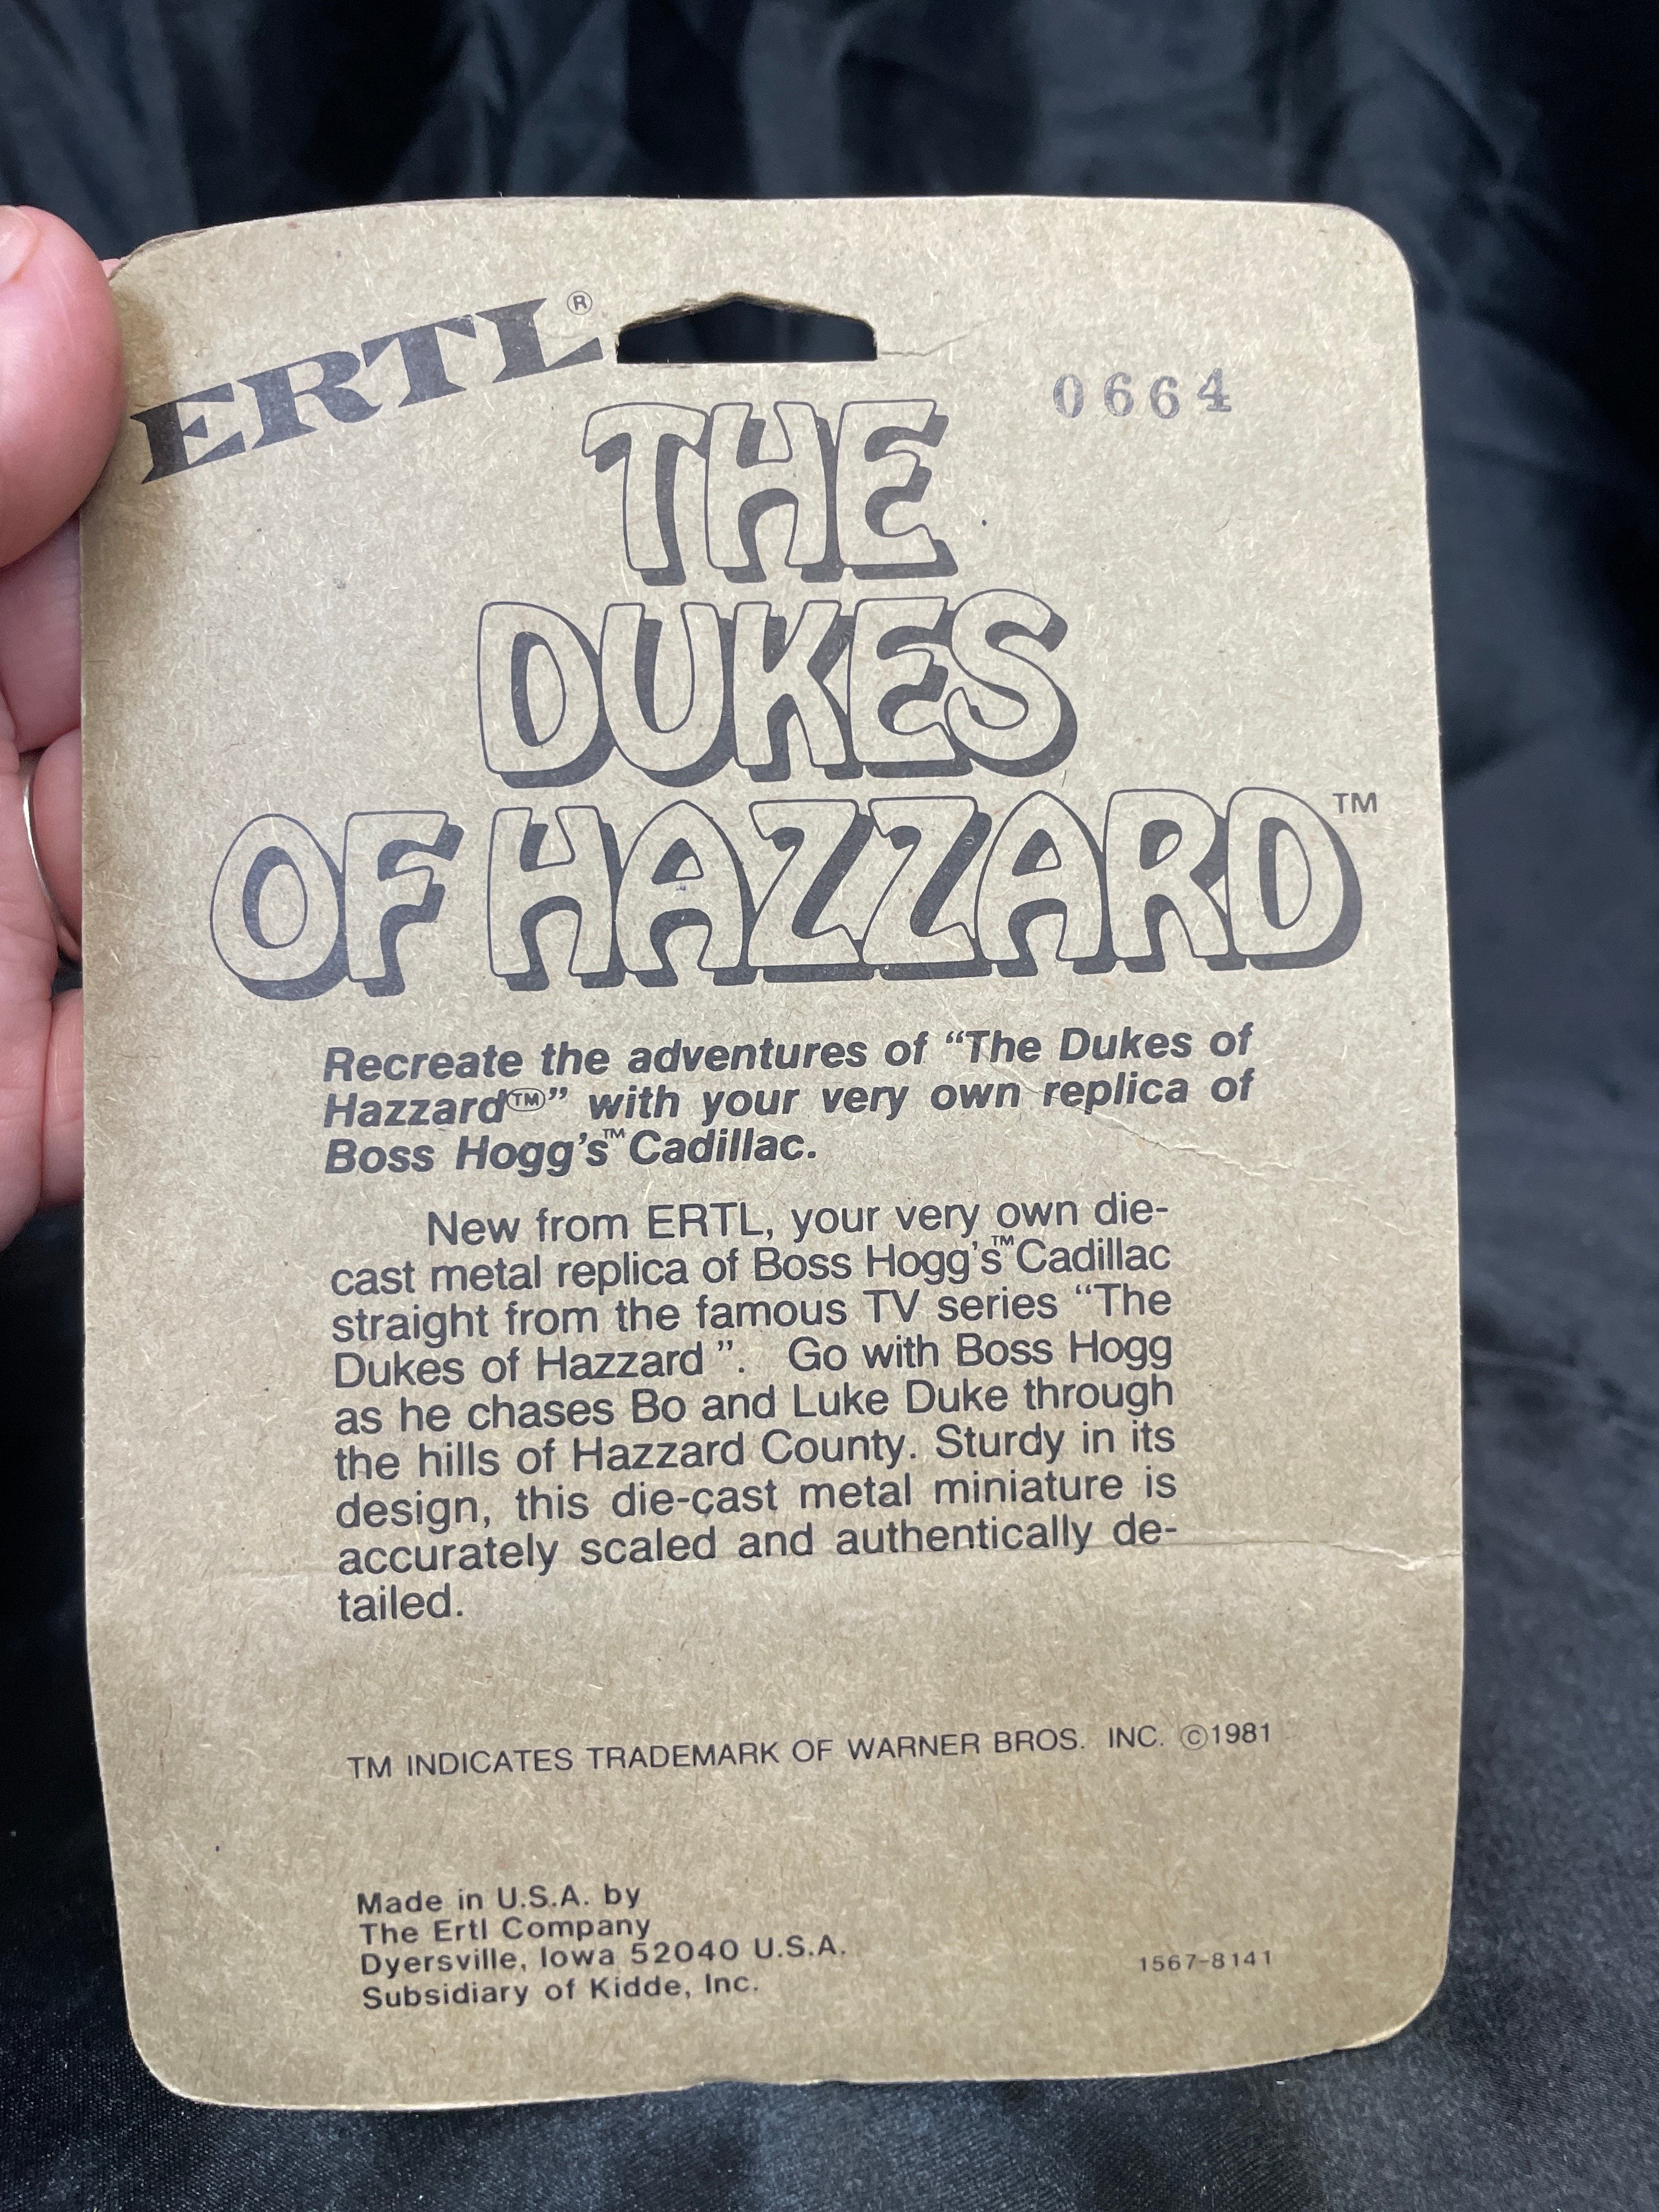 ERTL®
0664
THE
DUKES
OF HAZZARD™
Recreate the adventures of “The Dukes of
Hazzard™” with your very own replica of
Boss Hogg’s™ Cadillac.
New from ERTL, your very own die-
cast metal replica of Boss Hogg’s™ Cadillac
straight from the famous TV series “The
Dukes of Hazzard ”. Go with Boss Hogg
as he chases Bo and Luke Duke through
the hills of Hazzard County. Sturdy in its
design, this die-cast metal miniature is
accurately scaled and authentically de-
tailed.
TM INDICATES TRADEMARK OF WARNER BROS. INC. ©1981
Made in U.S.A. by
The Ertl Company
Dyersville, Iowa 52040 U.S.A.
Subsidiary of Kidde, Inc.
1567-8141